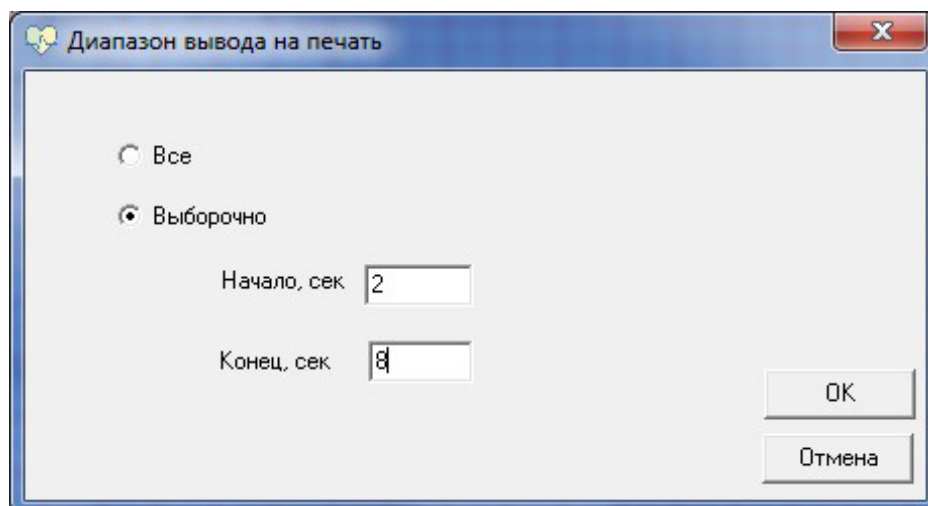 Диапазон вывода на печать
Все
Выборочно
Начало, сек 2
Конец, сек 8
OK
Отмена